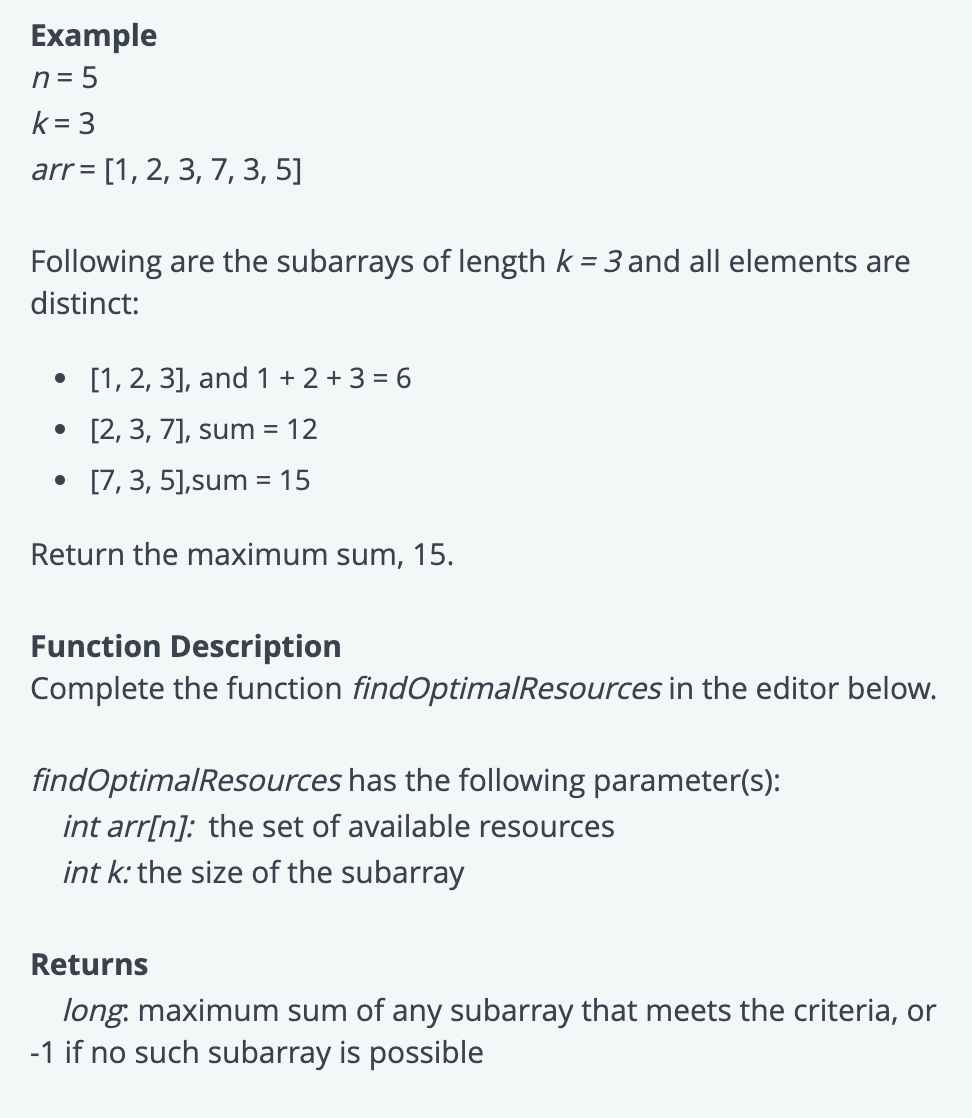 Example
n = 5
k = 3
arr = [1, 2, 3, 7, 3, 5]
Following are the subarrays of length k = 3 and all elements are
distinct:
• [1, 2, 3], and 1 + 2 + 3 = 6
• [2, 3, 7], sum = 12
• [7, 3, 5],sum = 15
Return the maximum sum, 15.
Function Description
Complete the function findOptimalResources in the editor below.
findOptimalResources has the following parameter(s):
int arr[n]: the set of available resources
int k: the size of the subarray
Returns
long: maximum sum of any subarray that meets the criteria, or
-1 if no such subarray is possible